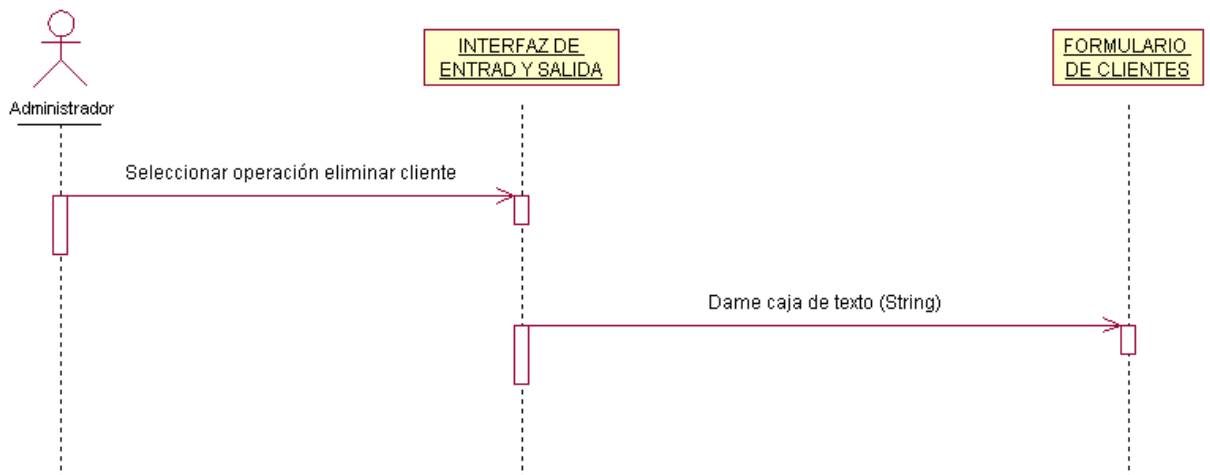 INTERFAZ DE
ENTRAD Y SALIDA
FORMULARIO
DE CLIENTES
Administrador
Seleccionar operación eliminar cliente
Dame caja de texto (String)